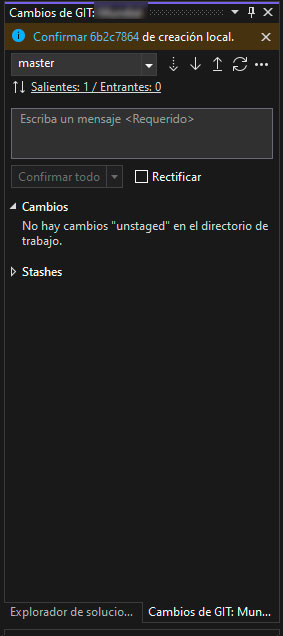 Cambios de GIT:
Confirmar 6b2c7864 de creación local.
master
Salientes: 1 / Entrantes: 0
Escriba un mensaje <Requerido>
Confirmar todo
Rectificar
Cambios
No hay cambios "unstaged" en el directorio de
trabajo.
Stashes
Explorador de solucio...
Cambios de GIT: Mun...